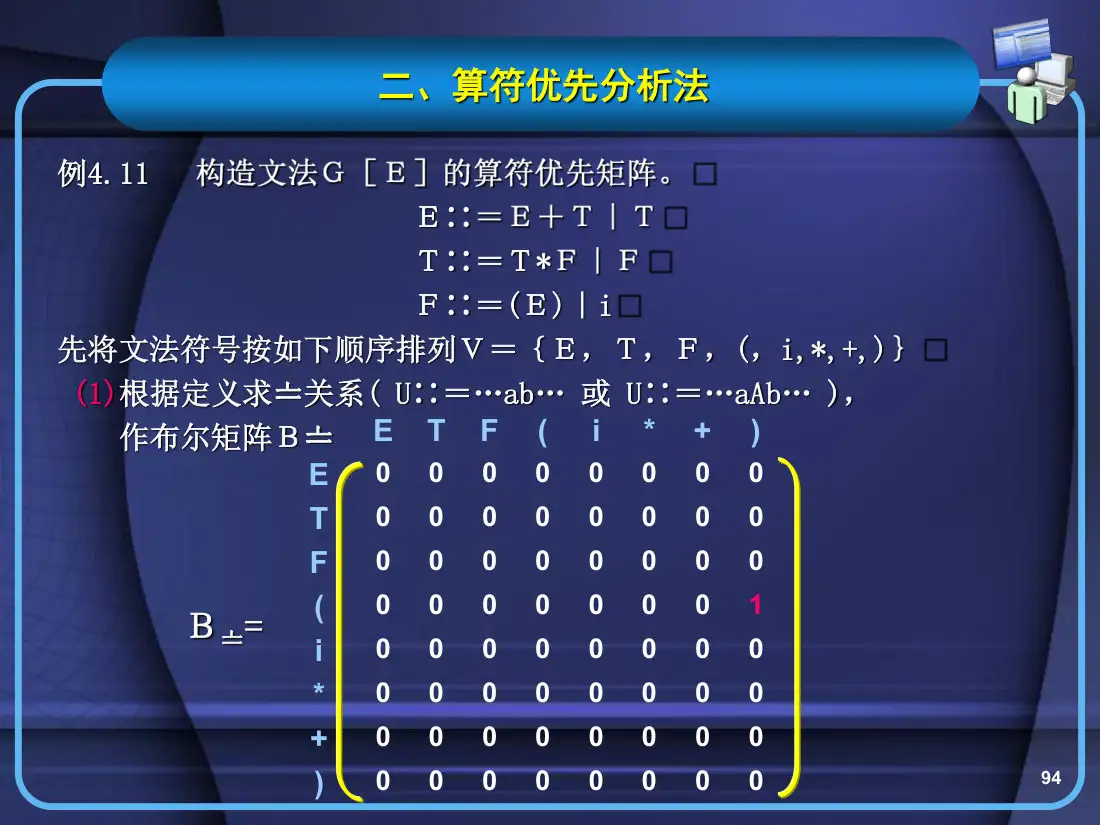 二、算符优先分析法
例4.11 构造文法G[E]的算符优先矩阵。□
E∷=E+T|T□
T∷=T*F|F□
F∷=(E)|i□
先将文法符号按如下顺序排列V={E,T,F,(,i,*,+,)}□
(1)根据定义求≐关系( U∷=…ab… 或 U∷=…aAb… ),
作布尔矩阵B≐
E T F ( i * + )
E 0 0 0 0 0 0 0 0
T 0 0 0 0 0 0 0 0
F 0 0 0 0 0 0 0 0
( 0 0 0 0 0 0 0 1
B≐=
i 0 0 0 0 0 0 0 0
* 0 0 0 0 0 0 0 0
+ 0 0 0 0 0 0 0 0
) 0 0 0 0 0 0 0 0
94